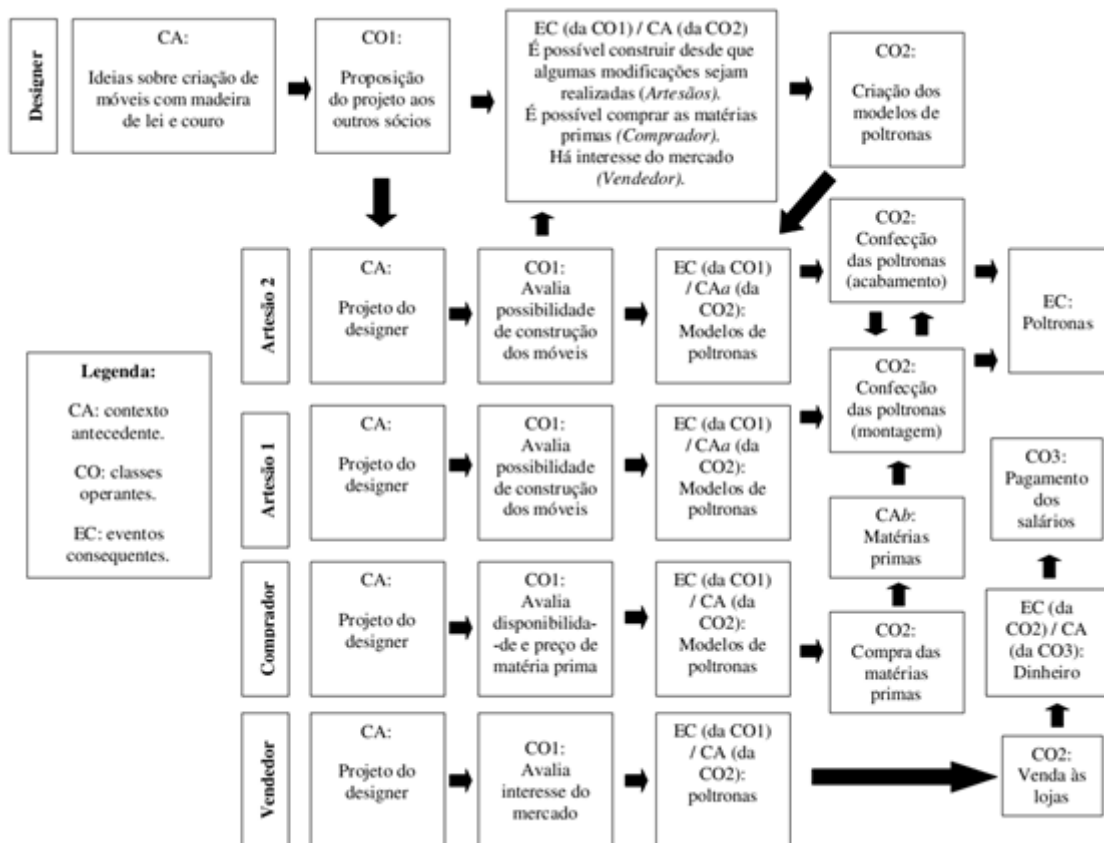 Designer
CA:
Ideias sobre criação de
móveis com madeira
de lei e couro
CO1:
Proposição
do projeto aos
outros sócios
EC (da CO1) / CA (da CO2)
É possível construir desde que
algumas modificações sejam
realizadas (Artesãos).
É possível comprar as matérias
primas (Comprador).
Há interesse do mercado
(Vendedor).
CO2:
Criação dos
modelos de
poltronas
Artesão 2
CA:
Projeto do
designer
CO1:
Avalia
possibilidade
de construção
dos móveis
EC (da CO1)
/ CAa (da
CO2):
Modelos de
poltronas
CO2:
Confecção
das poltronas
(acabamento)
EC:
Poltronas
Legenda:
CA: contexto
antecedente.
CO: classes
operantes.
EC: eventos
consequentes.
Artesão 1
CA:
Projeto do
designer
CO1:
Avalia
possibilidade
de construção
dos móveis
EC (da CO1)
/ CAa (da
CO2):
Modelos de
poltronas
CO2:
Confecção
das poltronas
(montagem)
CAb:
Matérias
primas
CO3:
Pagamento
dos
salários
Comprador
CA:
Projeto do
designer
CO1:
Avalia
disponibilida-
-de e preço de
matéria prima
EC (da CO1)
/ CA (da
CO2):
Modelos de
poltronas
CO2:
Compra das
matérias
primas
EC (da
CO2) / CA
(da CO3):
Dinheiro
Vendedor
CA:
Projeto do
designer
CO1:
Avalia
interesse do
mercado
EC (da CO1)
/ CA (da
CO2):
poltronas
CO2:
Venda às
lojas